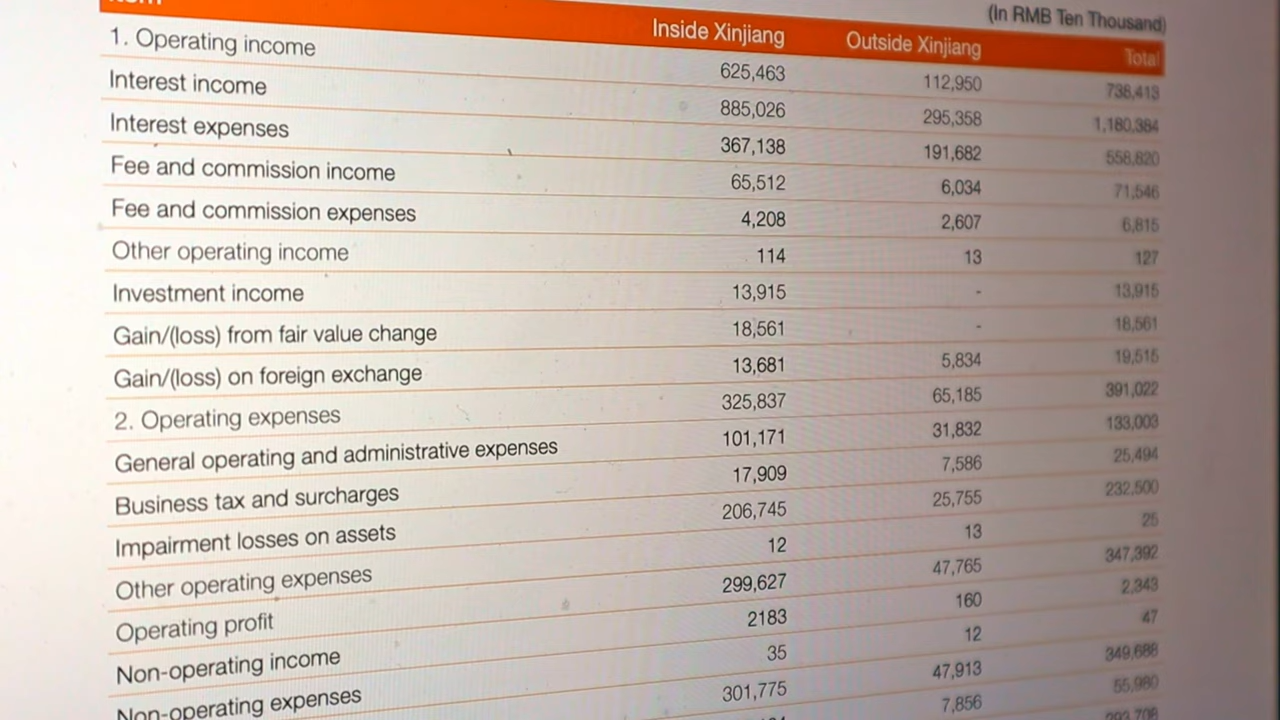 (In RMB Ten Thousand)
Item Inside Xinjiang Outside Xinjiang Total
1. Operating income 625,463 112,950 738,413
Interest income 885,026 295,358 1,180,384
Interest expenses 367,138 191,682 558,820
Fee and commission income 65,512 6,034 71,546
Fee and commission expenses 4,208 2,607 6,815
Other operating income 114 13 127
Investment income 13,915 - 13,915
Gain/(loss) from fair value change 18,561 - 18,561
Gain/(loss) on foreign exchange 13,681 5,834 19,515
2. Operating expenses 325,837 65,185 391,022
General operating and administrative expenses 101,171 31,832 133,003
Business tax and surcharges 17,909 7,586 25,494
Impairment losses on assets 206,745 25,755 232,500
Other operating expenses 12 13 25
Operating profit 299,627 47,765 347,392
Non-operating income 2183 160 2,343
Non-operating expenses 35 12 47
301,775 47,913 349,688
7,856 55,980